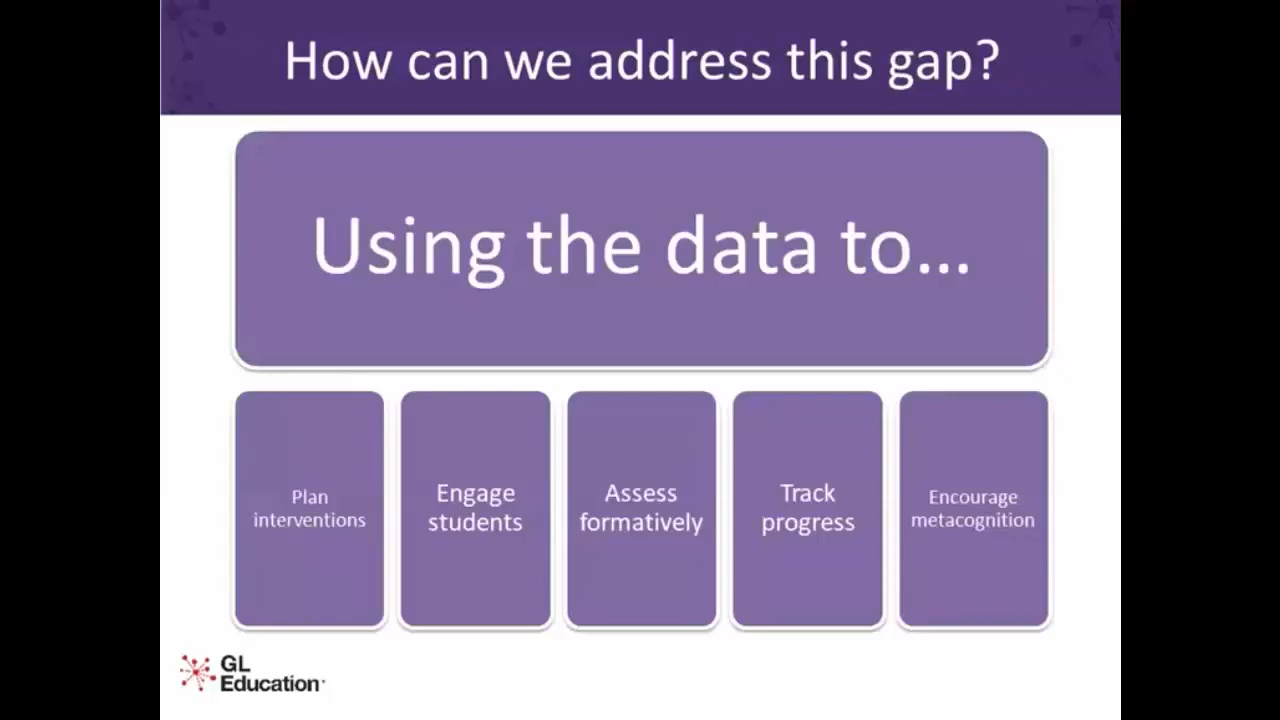 How can we address this gap?
Using the data to...
Plan
interventions
Engage
students
Assess
formatively
Track
progress
Encourage
metacognition
GL
Education